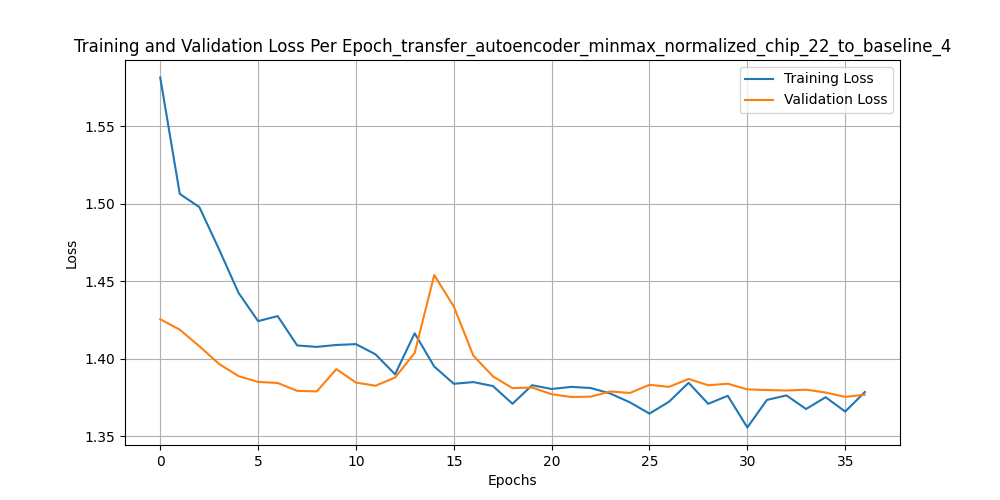 Training and Validation Loss Per Epoch_transfer_autoencoder_minmax_normalized_chip_22_to_baseline_4
Training Loss
Validation Loss
1.55
1.50
1.45
1.40
1.35
Loss
0 5 10 15 20 25 30 35
Epochs